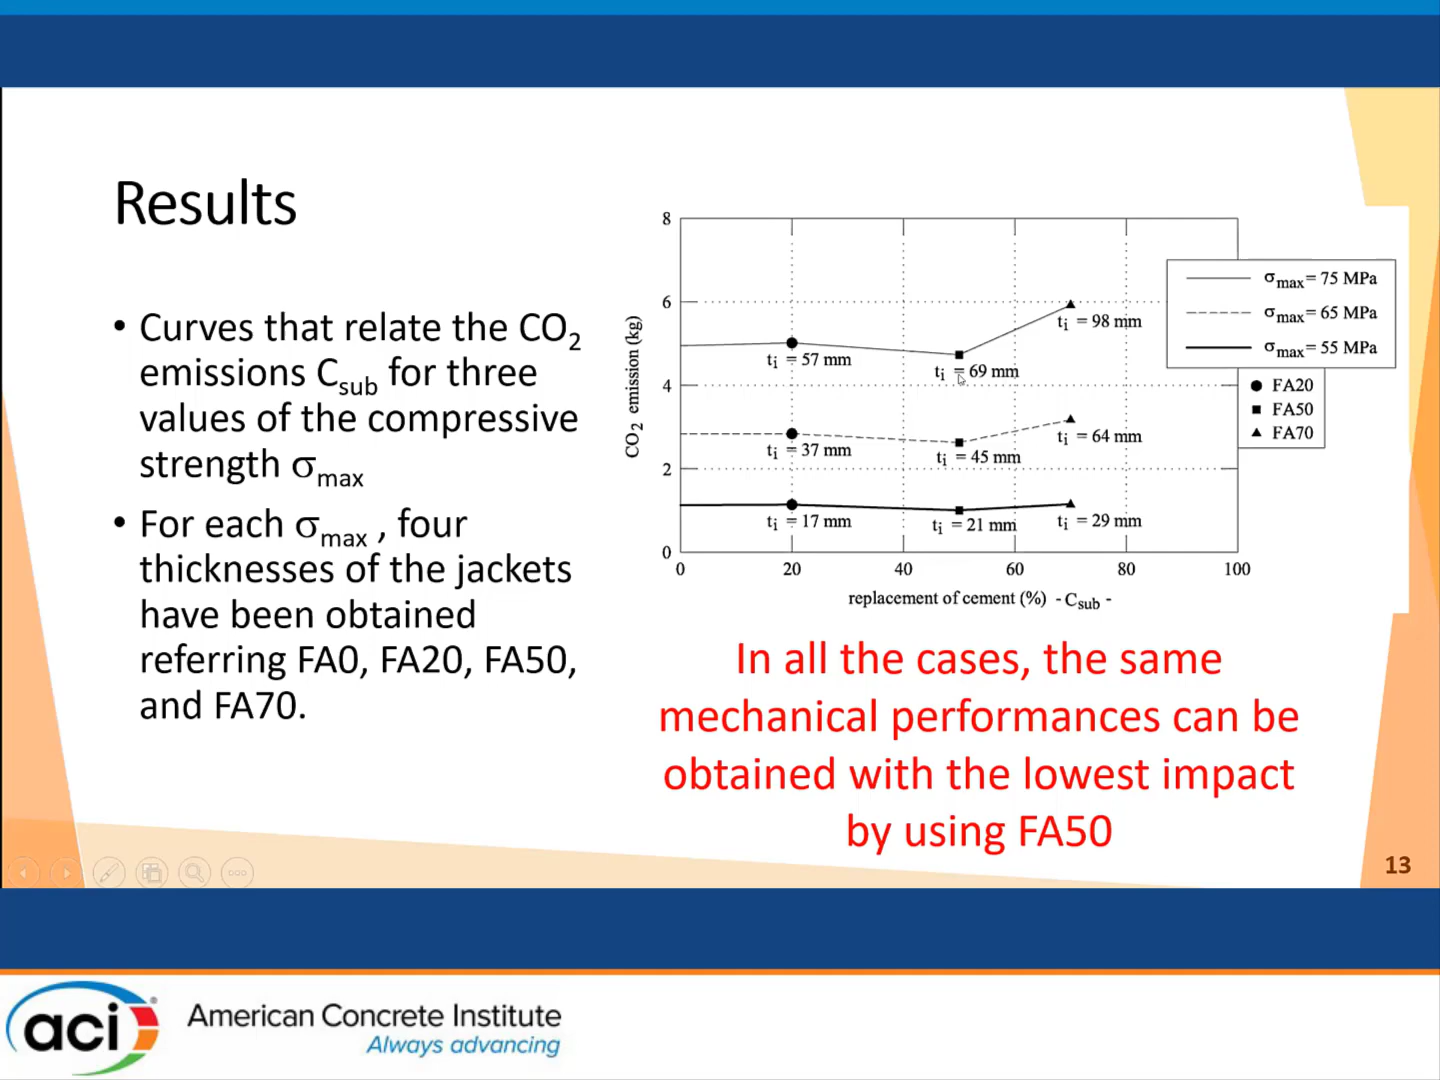 Results
• Curves that relate the CO2
emissions Csub for three
values of the compressive
strength σmax
• For each σmax , four
thicknesses of the jackets
have been obtained
referring FA0, FA20, FA50,
and FA70.
CO2 emission (kg)
8
6
4
2
0
0 20 40 60 80 100
replacement of cement (%) - Csub -
ti = 57 mm
ti = 69 mm
ti = 98 mm
ti = 37 mm
ti = 45 mm
ti = 64 mm
ti = 17 mm
ti = 21 mm
ti = 29 mm
σmax = 75 MPa
σmax = 65 MPa
σmax = 55 MPa
FA20
FA50
FA70
In all the cases, the same
mechanical performances can be
obtained with the lowest impact
by using FA50
13
aci
American Concrete Institute
Always advancing